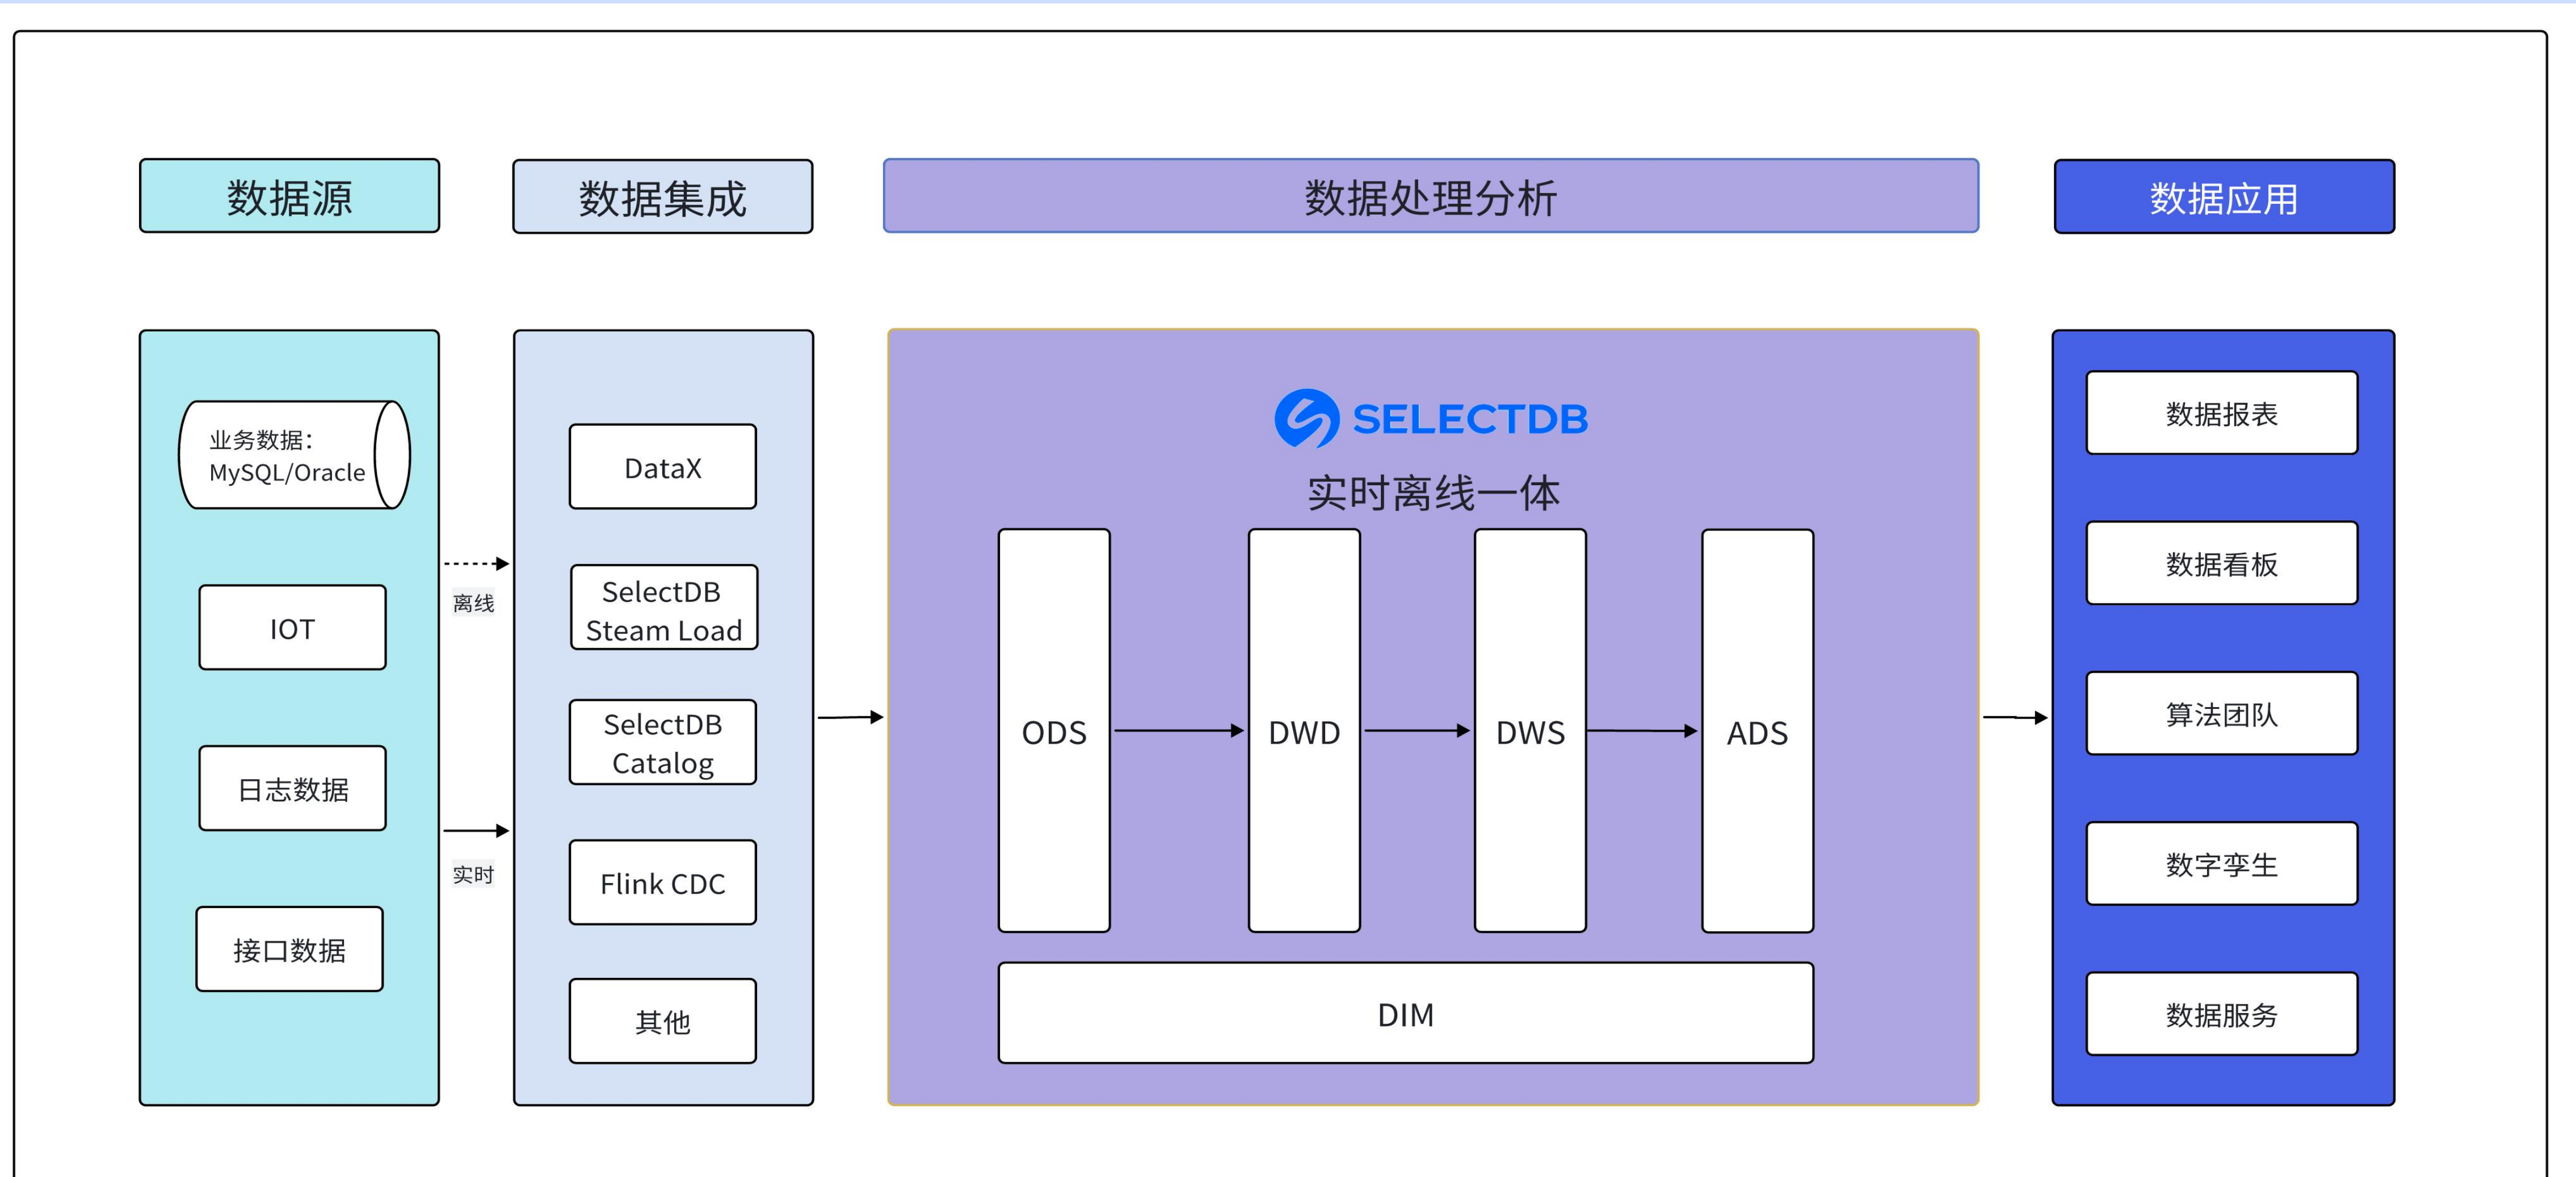 数据源
数据集成
数据处理分析
数据应用
业务数据：
MySQL/Oracle
IOT
日志数据
接口数据
离线
实时
DataX
SelectDB
Steam Load
SelectDB
Catalog
Flink CDC
其他
SELECTDB
实时离线一体
ODS
DWD
DWS
ADS
DIM
数据报表
数据看板
算法团队
数字孪生
数据服务